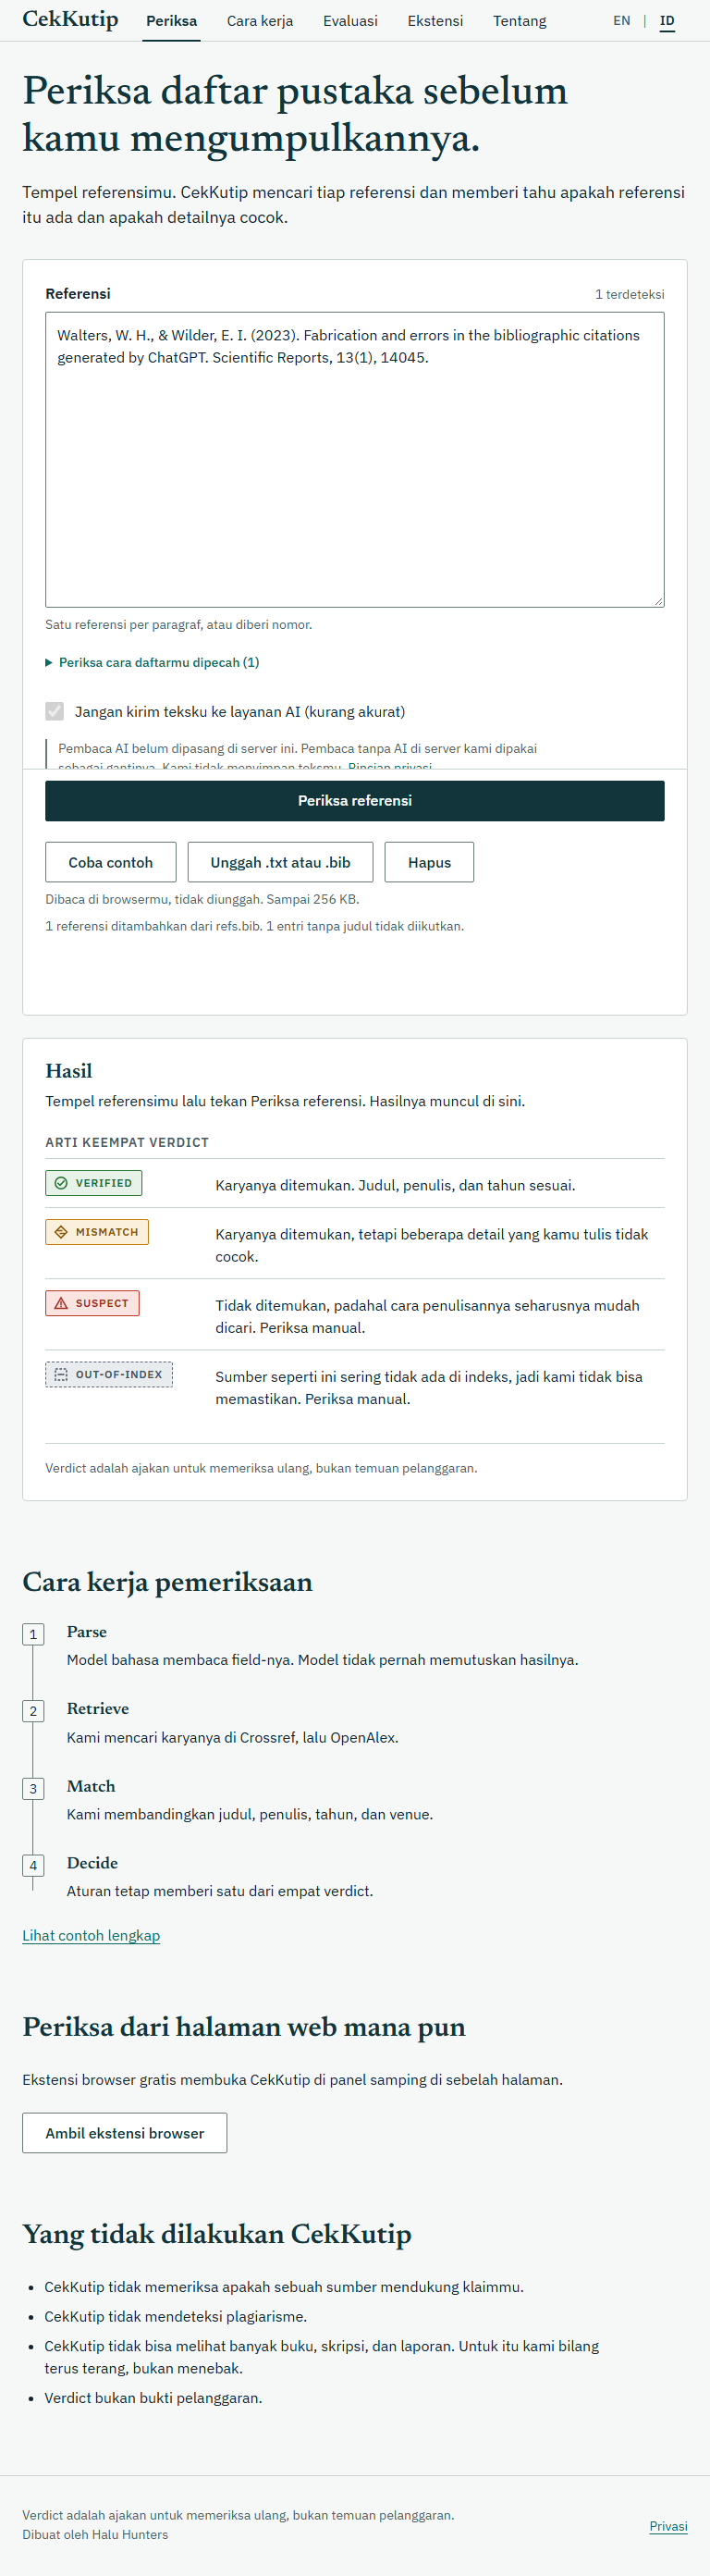 CekKutip Periksa Cara kerja Evaluasi Ekstensi Tentang EN | ID
Periksa daftar pustaka sebelum
kamu mengumpulkannya.
Tempel referensimu. CekKutip mencari tiap referensi dan memberi tahu apakah referensi
itu ada dan apakah detailnya cocok.
Referensi 1 terdeteksi
Walters, W. H., & Wilder, E. I. (2023). Fabrication and errors in the bibliographic citations
generated by ChatGPT. Scientific Reports, 13(1), 14045.
Satu referensi per paragraf, atau diberi nomor.
Periksa cara daftarmu dipecah (1)
Jangan kirim teksku ke layanan AI (kurang akurat)
Pembaca AI belum dipasang di server ini. Pembaca tanpa AI di server kami dipakai
sebagai gantinya. Kami tidak menyimpan teksmu. Rincian privasi
Periksa referensi
Coba contoh Unggah .txt atau .bib Hapus
Dibaca di browsermu, tidak diunggah. Sampai 256 KB.
1 referensi ditambahkan dari refs.bib. 1 entri tanpa judul tidak diikutkan.
Hasil
Tempel referensimu lalu tekan Periksa referensi. Hasilnya muncul di sini.
ARTI KEEMPAT VERDICT
VERIFIED Karyanya ditemukan. Judul, penulis, dan tahun sesuai.
MISMATCH Karyanya ditemukan, tetapi beberapa detail yang kamu tulis tidak
cocok.
SUSPECT Tidak ditemukan, padahal cara penulisannya seharusnya mudah
dicari. Periksa manual.
OUT-OF-INDEX Sumber seperti ini sering tidak ada di indeks, jadi kami tidak bisa
memastikan. Periksa manual.
Verdict adalah ajakan untuk memeriksa ulang, bukan temuan pelanggaran.
Cara kerja pemeriksaan
1 Parse
Model bahasa membaca field-nya. Model tidak pernah memutuskan hasilnya.
2 Retrieve
Kami mencari karyanya di Crossref, lalu OpenAlex.
3 Match
Kami membandingkan judul, penulis, tahun, dan venue.
4 Decide
Aturan tetap memberi satu dari empat verdict.
Lihat contoh lengkap
Periksa dari halaman web mana pun
Ekstensi browser gratis membuka CekKutip di panel samping di sebelah halaman.
Ambil ekstensi browser
Yang tidak dilakukan CekKutip
• CekKutip tidak memeriksa apakah sebuah sumber mendukung klaimmu.
• CekKutip tidak mendeteksi plagiarisme.
• CekKutip tidak bisa melihat banyak buku, skripsi, dan laporan. Untuk itu kami bilang
terus terang, bukan menebak.
• Verdict bukan bukti pelanggaran.
Verdict adalah ajakan untuk memeriksa ulang, bukan temuan pelanggaran.
Dibuat oleh Halu Hunters
Privasi